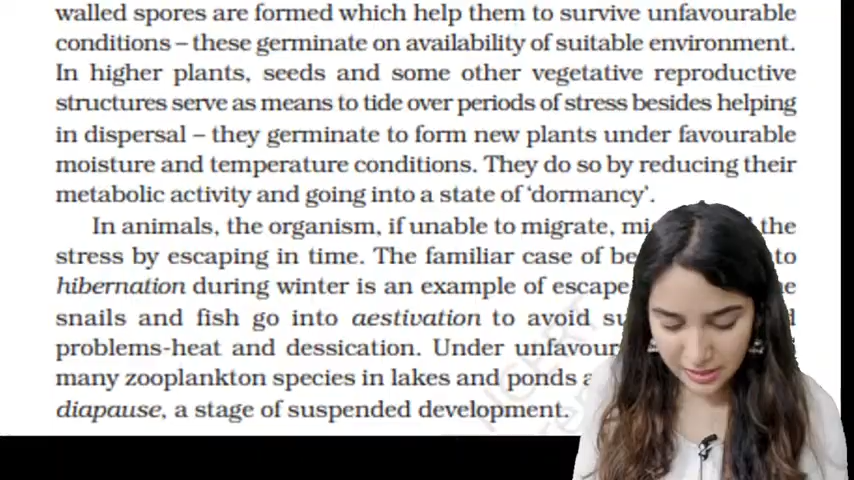 walled spores are formed which help them to survive unfavourable
conditions – these germinate on availability of suitable environment.
In higher plants, seeds and some other vegetative reproductive
structures serve as means to tide over periods of stress besides helping
in dispersal – they germinate to form new plants under favourable
moisture and temperature conditions. They do so by reducing their
metabolic activity and going into a state of ‘dormancy’.
In animals, the organism, if unable to migrate, the
stress by escaping in time. The familiar case of
hibernation during winter is an example of escape
snails and fish go into aestivation to avoid
problems-heat and dessication. Under
many zooplankton species in lakes and ponds
diapause, a stage of suspended development.